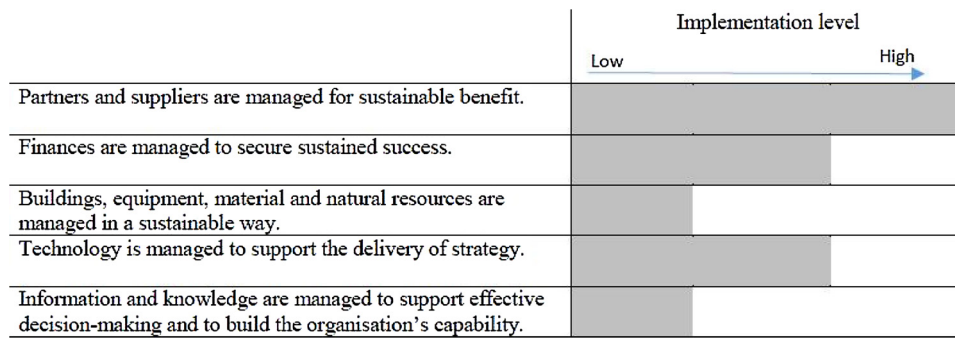 Implementation level
Low
High
Partners and suppliers are managed for sustainable benefit.
Finances are managed to secure sustained success.
Buildings, equipment, material and natural resources are
managed in a sustainable way.
Technology is managed to support the delivery of strategy.
Information and knowledge are managed to support effective
decision-making and to build the organisation's capability.